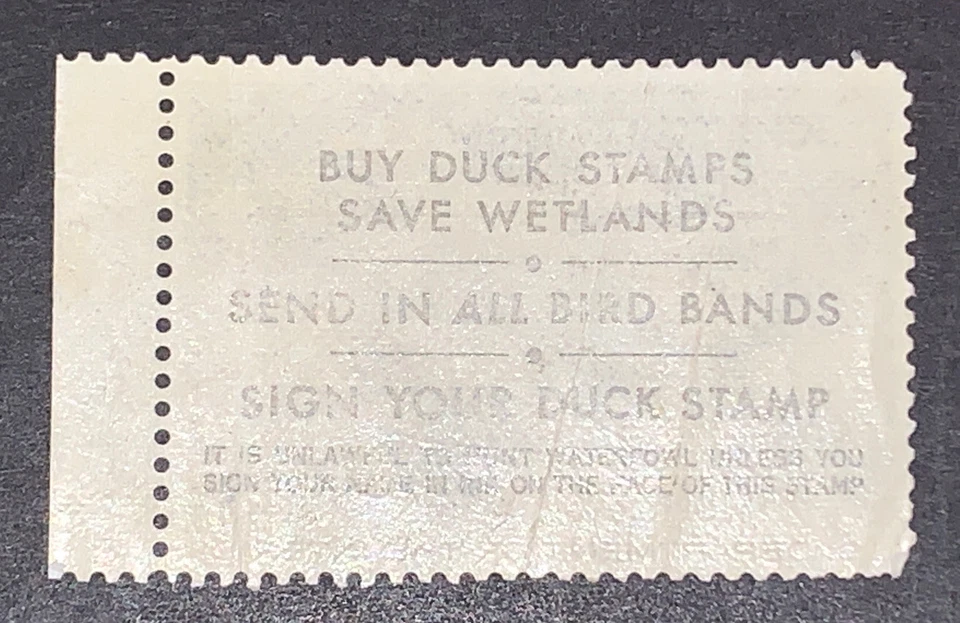 BUY DUCK STAMPS
SAVE WETLANDS
SEND IN ALL BIRD BANDS
SIGN YOUR DUCK STAMP
IT IS UNLAWFUL TO HUNT WATERFOWL UNLESS YOU
SIGN YOUR NAME IN INK ON THE FACE OF THIS STAMP